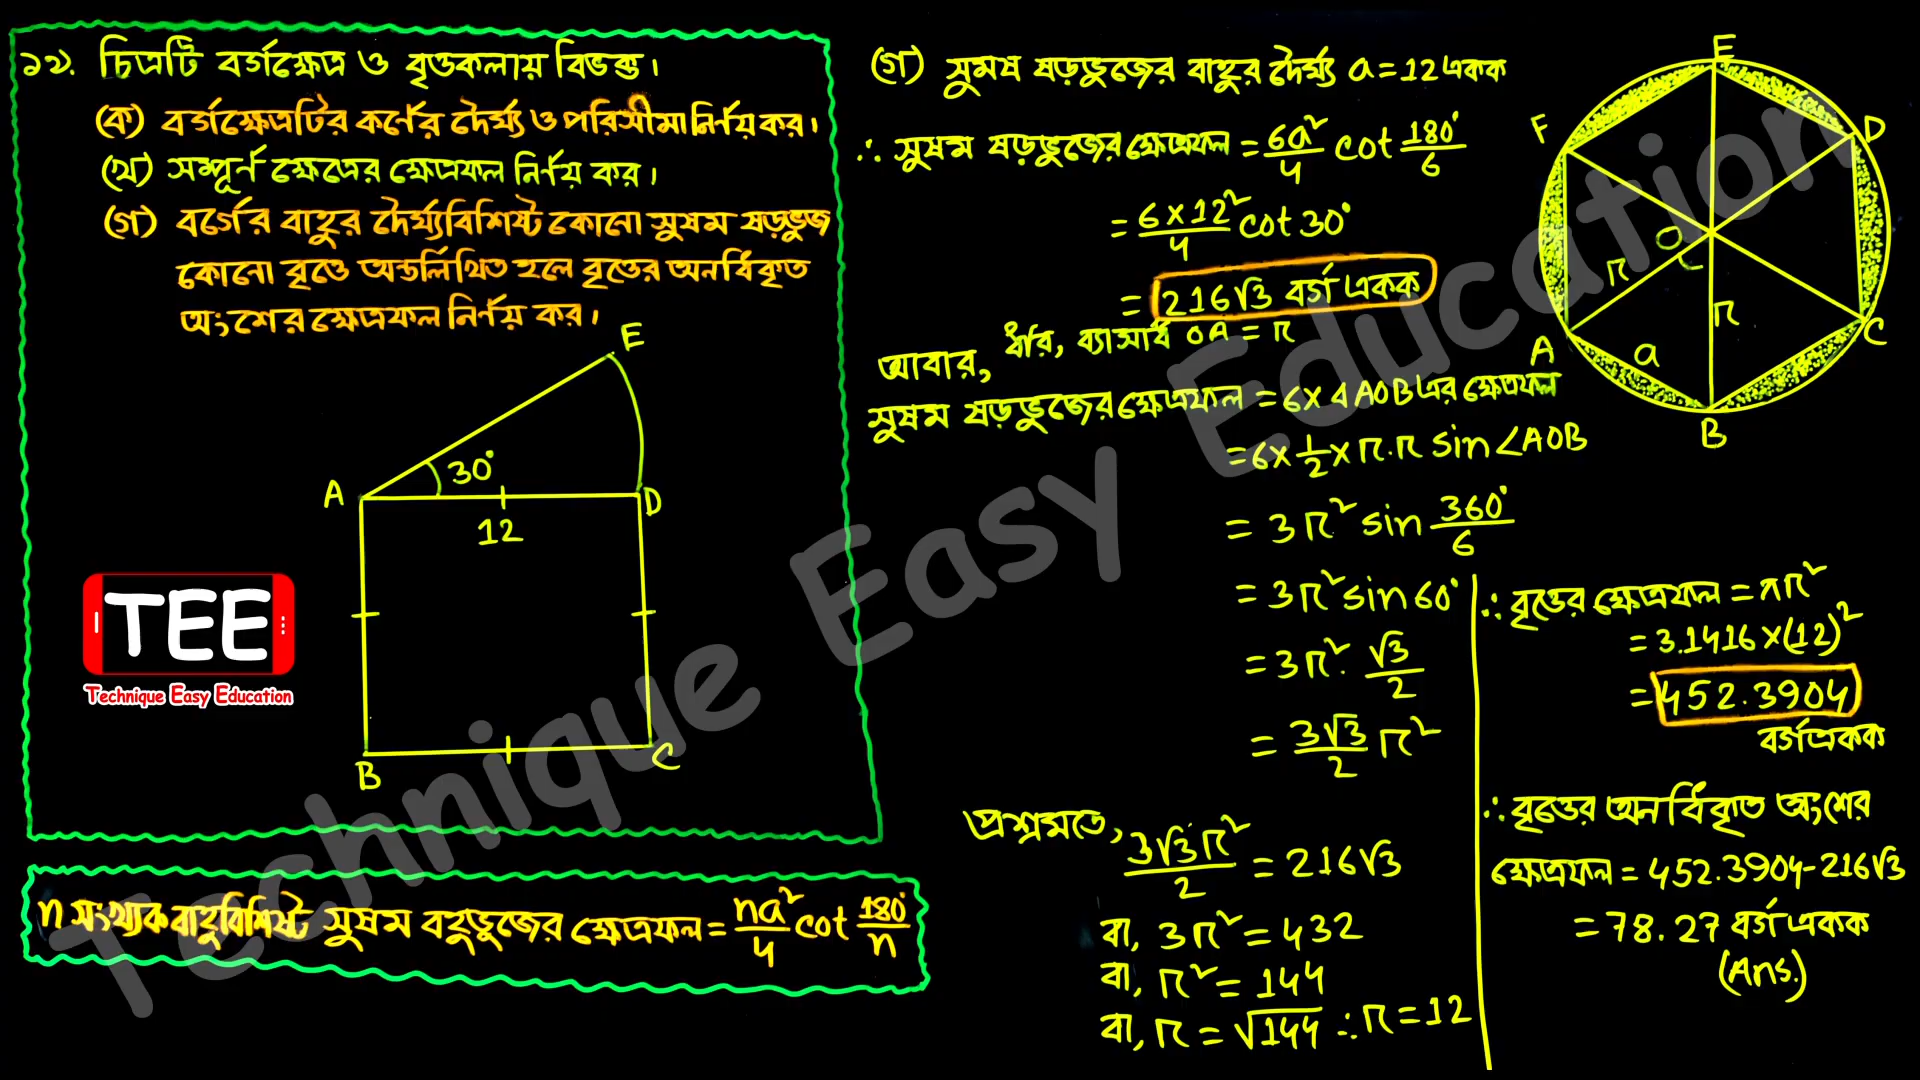 ১২. চিত্রটি বর্গক্ষেত্র ও বৃত্তকলায় বিভক্ত।
(ক) বর্গক্ষেত্রটির কর্ণের দৈর্ঘ্য ও পরিসীমা নির্ণয় কর।
(খ) সম্পূর্ণ ক্ষেত্রের ক্ষেত্রফল নির্ণয় কর।
(গ) বর্গের বাহুর দৈর্ঘ্যবিশিষ্ট কোনো সুষম ষড়ভুজ
কোনো বৃত্তে অন্তর্লিখিত হলে বৃত্তের অনধিকৃত
অংশের ক্ষেত্রফল নির্ণয় কর।
E
A 30° D
12
B C
TEE
Technique Easy Education
n সংখ্যক বাহুবিশিষ্ট সুষম বহুভুজের ক্ষেত্রফল = na²/4 cot 180°/n
(গ) সুষম ষড়ভুজের বাহুর দৈর্ঘ্য a = 12 একক
∴ সুষম ষড়ভুজের ক্ষেত্রফল = 6a²/4 cot 180°/6
= 6×12²/4 cot 30°
= 216√3 বর্গ একক
আবার, ধরি, ব্যাসার্ধ OA = r
সুষম ষড়ভুজের ক্ষেত্রফল = 6× ΔAOB এর ক্ষেত্রফল
= 6× 1/2 × r.r sin ∠AOB
= 3r² sin 360°/6
= 3r² sin 60°
= 3r². √3/2
= 3√3/2 r²
প্রশ্নমতে, 3√3r²/2 = 216√3
বা, 3r² = 432
বা, r² = 144
বা, r = √144 ∴ r = 12
E
F D
O
r r
A a C
B
∴ বৃত্তের ক্ষেত্রফল = πr²
= 3.1416×(12)²
= 452.3904
বর্গ একক
∴ বৃত্তের অনধিকৃত অংশের
ক্ষেত্রফল = 452.3904-216√3
= 78.27 বর্গ একক
(Ans.)
Technique Easy Education